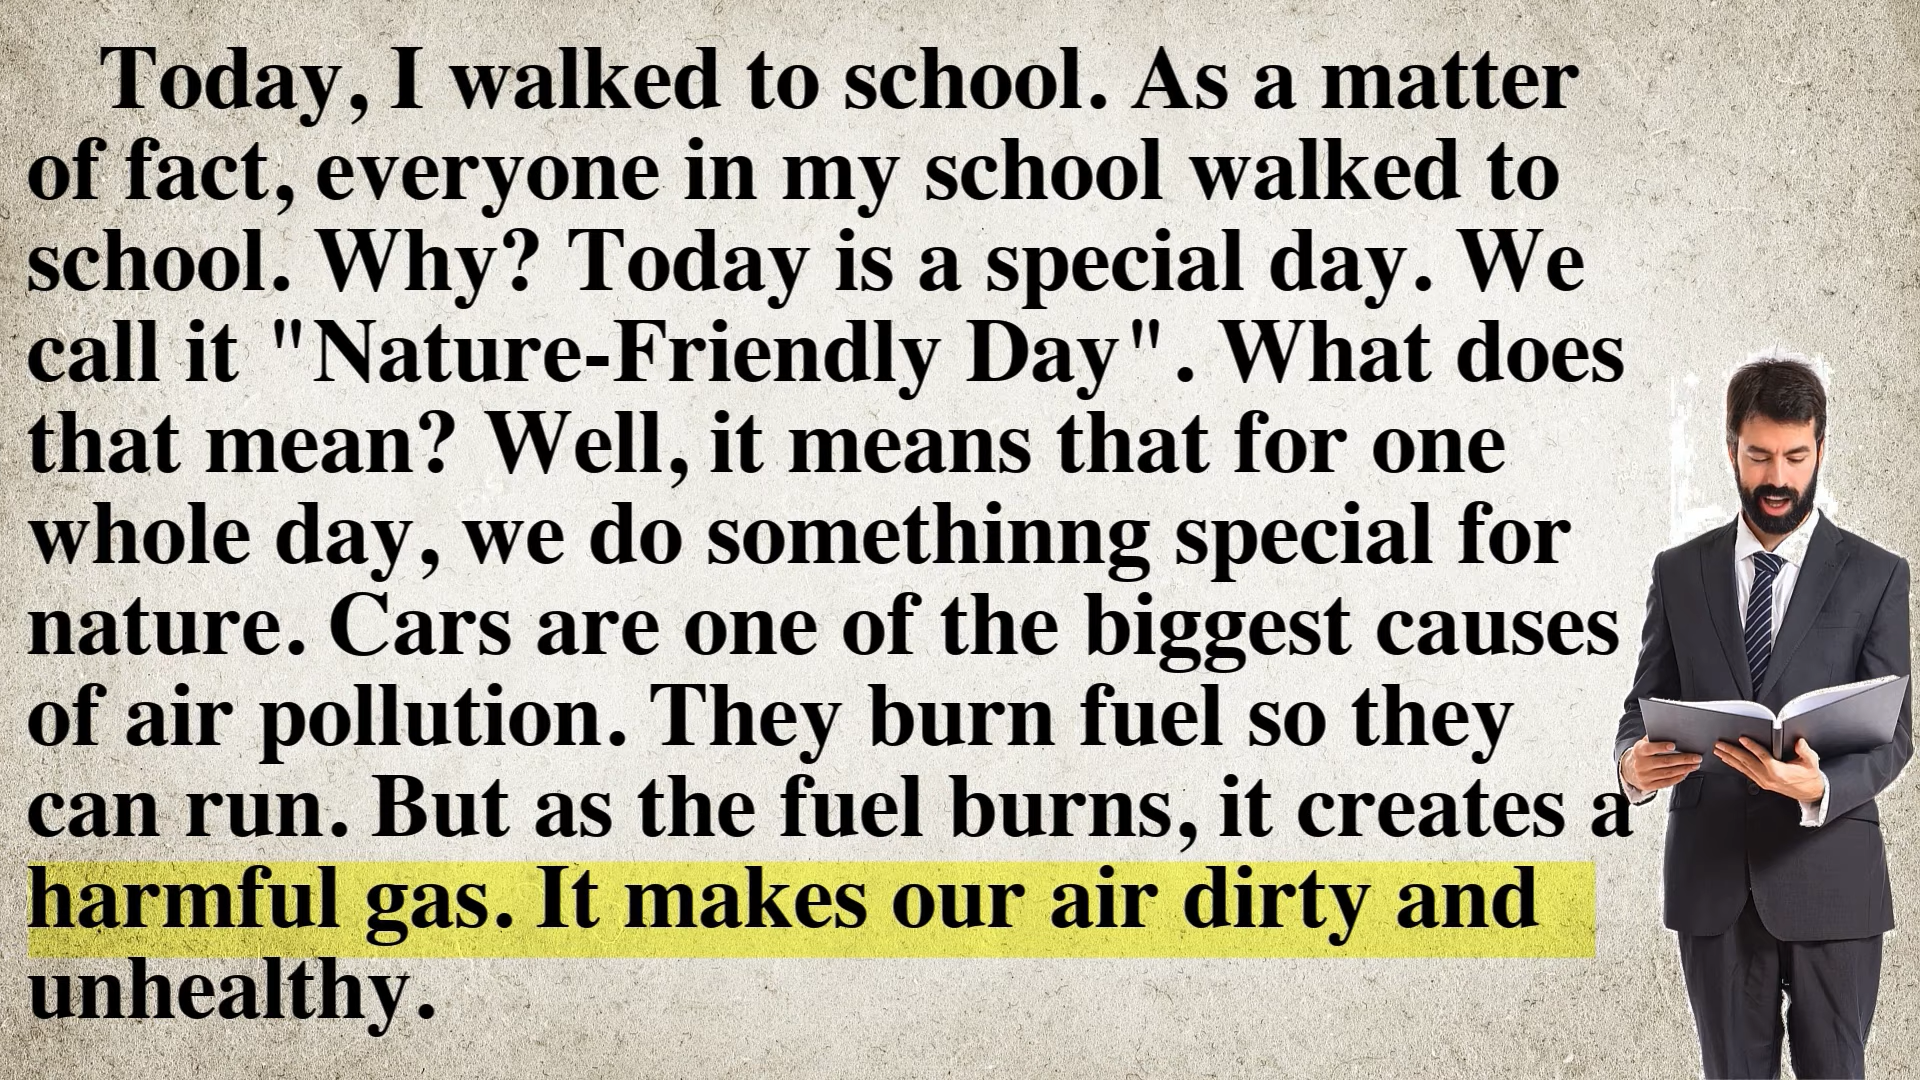 Today, I walked to school. As a matter
of fact, everyone in my school walked to
school. Why? Today is a special day. We
call it "Nature-Friendly Day". What does
that mean? Well, it means that for one
whole day, we do somethinng special for
nature. Cars are one of the biggest causes
of air pollution. They burn fuel so they
can run. But as the fuel burns, it creates a
harmful gas. It makes our air dirty and
unhealthy.